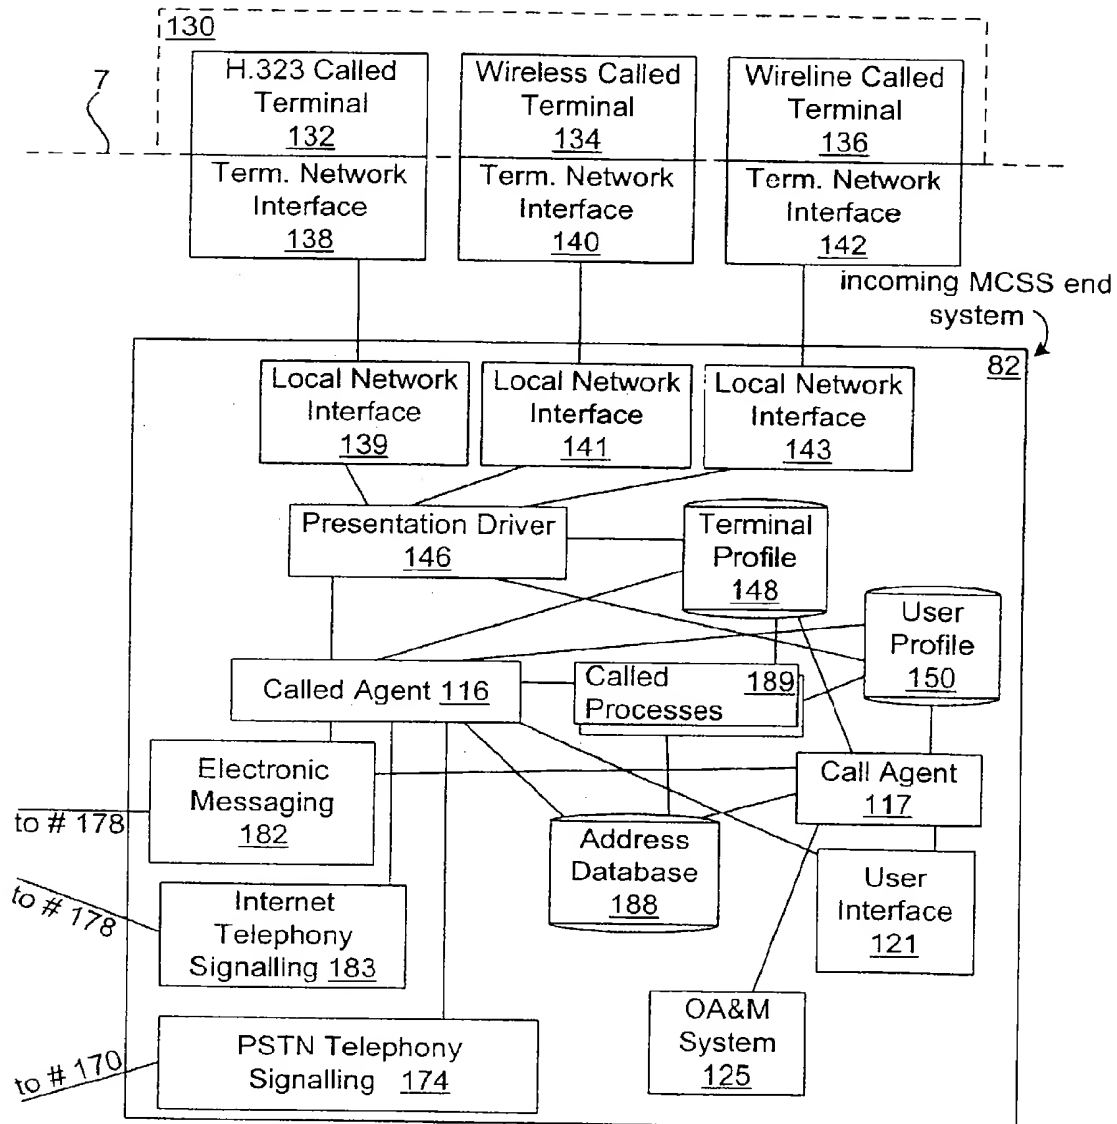 130
7
H.323 Called
Terminal
132
Wireless Called
Terminal
134
Wireline Called
Terminal
136
Term. Network
Interface
138
Term. Network
Interface
140
Term. Network
Interface
142
incoming MCSS end
system
82
Local Network
Interface
139
Local Network
Interface
141
Local Network
Interface
143
Presentation Driver
146
Terminal
Profile
148
User
Profile
150
Called Agent 116
Called
Processes
189
Electronic
Messaging
182
to # 178
Call Agent
117
Address
Database
188
User
Interface
121
Internet
Telephony
Signalling 183
to # 178
OA&M
System
125
PSTN Telephony
Signalling 174
to # 170